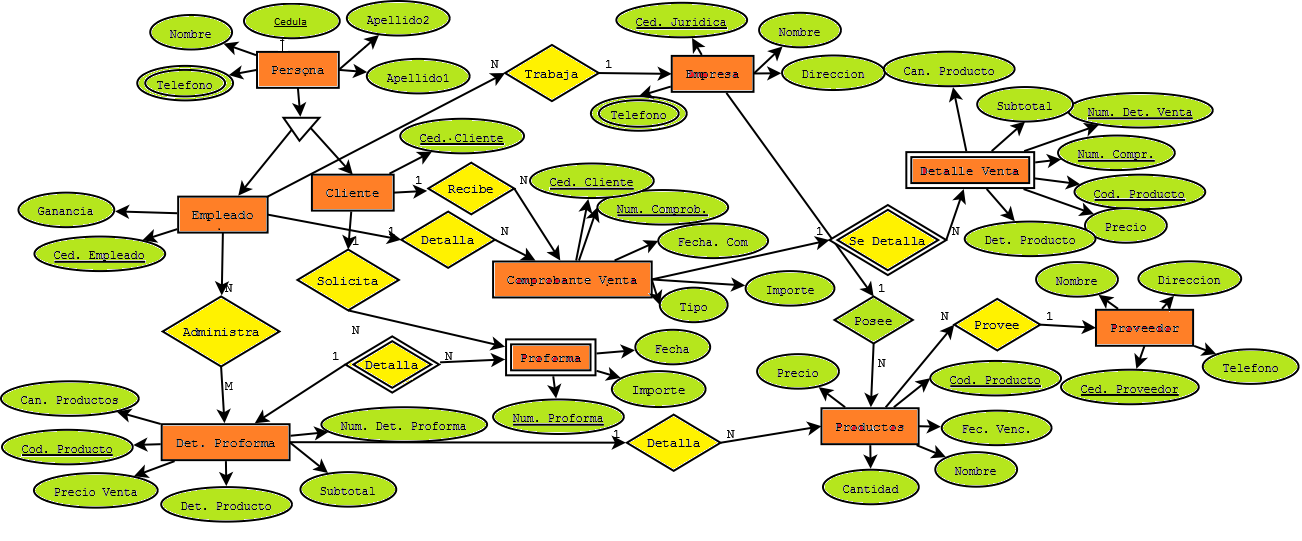 Nombre
Cedula
Apellido2
Persona
Telefono
Apellido1
N
Trabaja
1
Ced. Juridica
Nombre
Empresa
Direccion
Telefono
Can. Producto
Subtotal
Num. Det. Venta
Num. Compr.
Detalle Venta
Cod. Producto
Precio
Det. Producto
Ced. Cliente
Cliente
1
Recibe
N
Ced. Cliente
Num. Comprob.
Ganancia
Empleado
Ced. Empleado
1
Detalla
N
Fecha. Com
1
Se Detalla
N
1
Solicita
Comprobante Venta
Importe
Tipo
Nombre
Direccion
N
Administra
M
N
1
Posee
N
N
Provee
1
Proveedor
Telefono
Ced. Proveedor
1
Detalla
N
Proforma
Fecha
Importe
Num. Proforma
Precio
Cod. Producto
Can. Productos
Cod. Producto
Det. Proforma
Num. Det. Proforma
1
Detalla
N
Productos
Fec. Venc.
Nombre
Cantidad
Precio Venta
Det. Producto
Subtotal